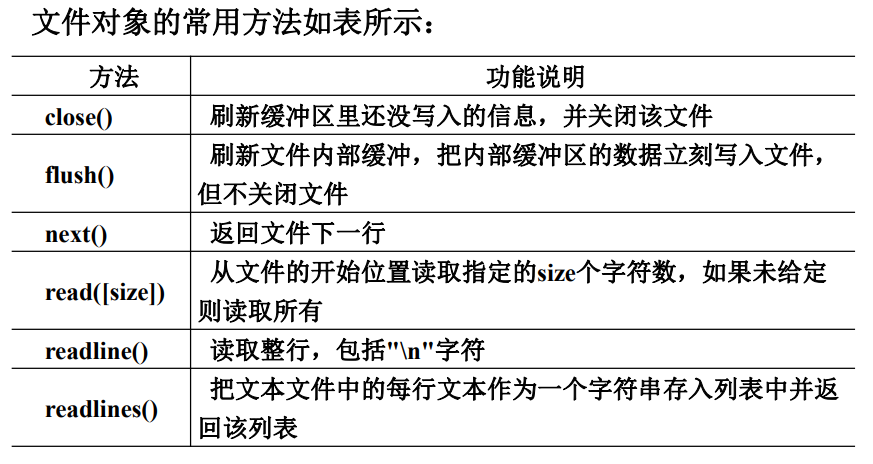 文件对象的常用方法如表所示：
方法 功能说明
close() 刷新缓冲区里还没写入的信息，并关闭该文件
flush() 刷新文件内部缓冲，把内部缓冲区的数据立刻写入文件，
但不关闭文件
next() 返回文件下一行
read([size]) 从文件的开始位置读取指定的size个字符数，如果未给定
则读取所有
readline() 读取整行，包括"\n"字符
readlines() 把文本文件中的每行文本作为一个字符串存入列表中并返
回该列表